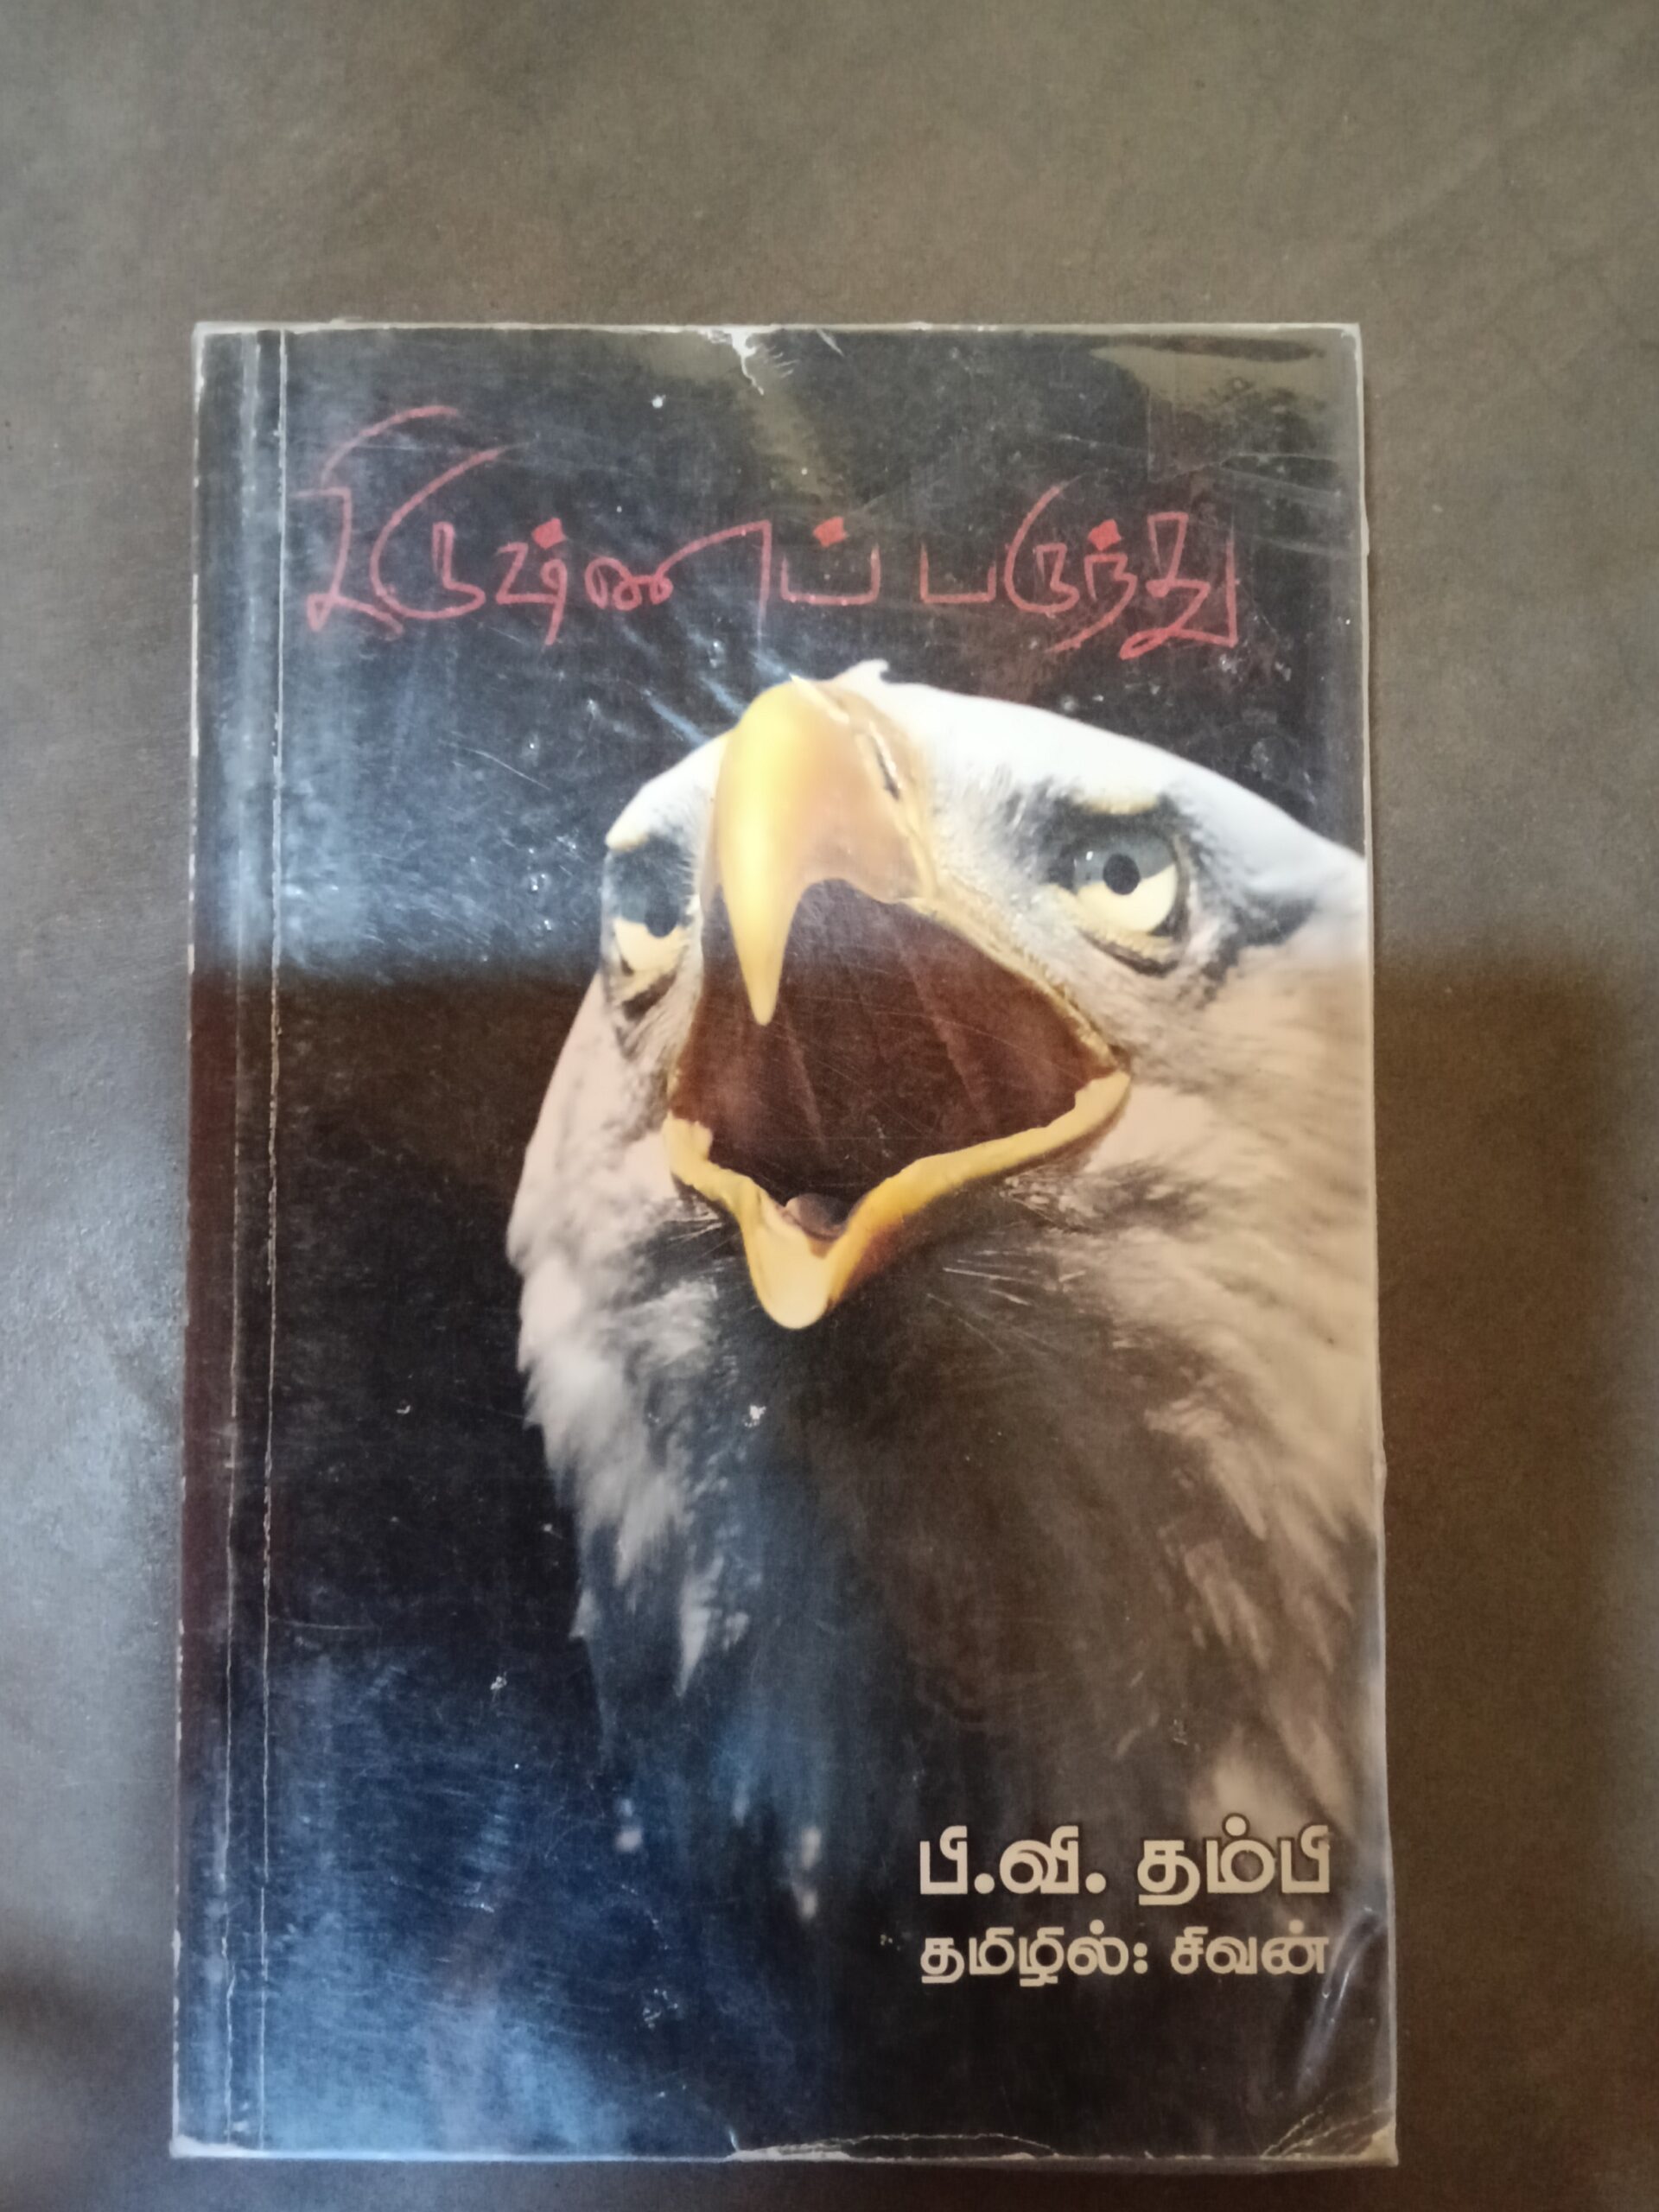 கிருஷ்ணப் பருந்து
பி.வி. தம்பி
தமிழில்: சிவன்